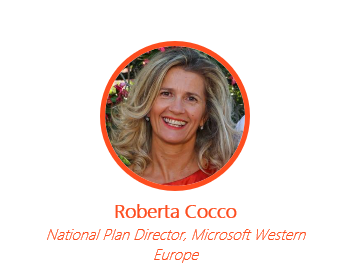 Roberta Cocco
National Plan Director, Microsoft Western
Europe